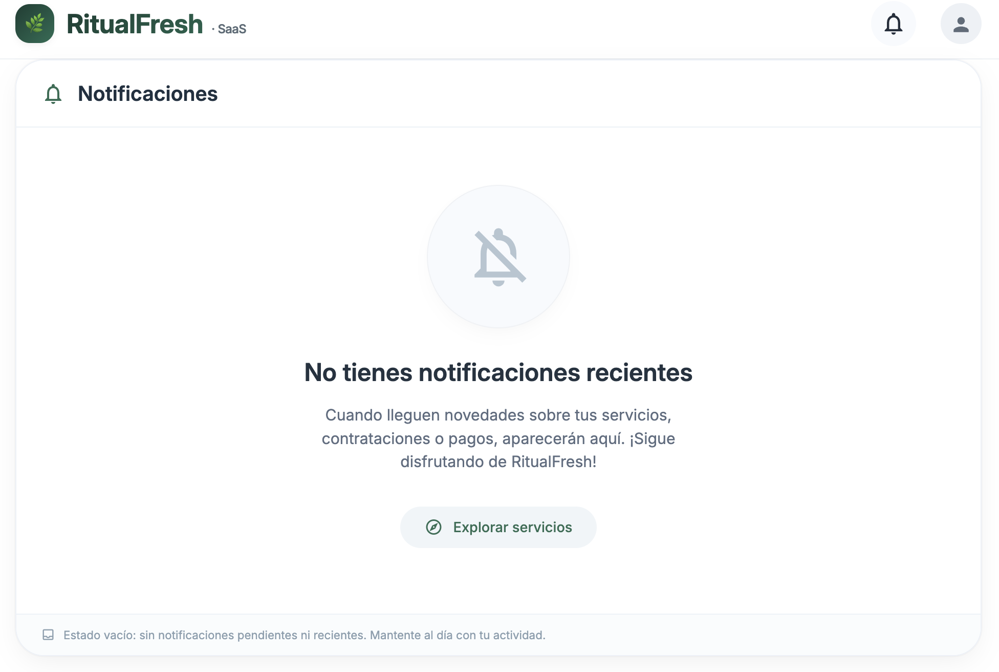 RitualFresh · SaaS
Notificaciones
No tienes notificaciones recientes
Cuando lleguen novedades sobre tus servicios,
contrataciones o pagos, aparecerán aquí. ¡Sigue
disfrutando de RitualFresh!
Explorar servicios
Estado vacío: sin notificaciones pendientes ni recientes. Mantente al día con tu actividad.